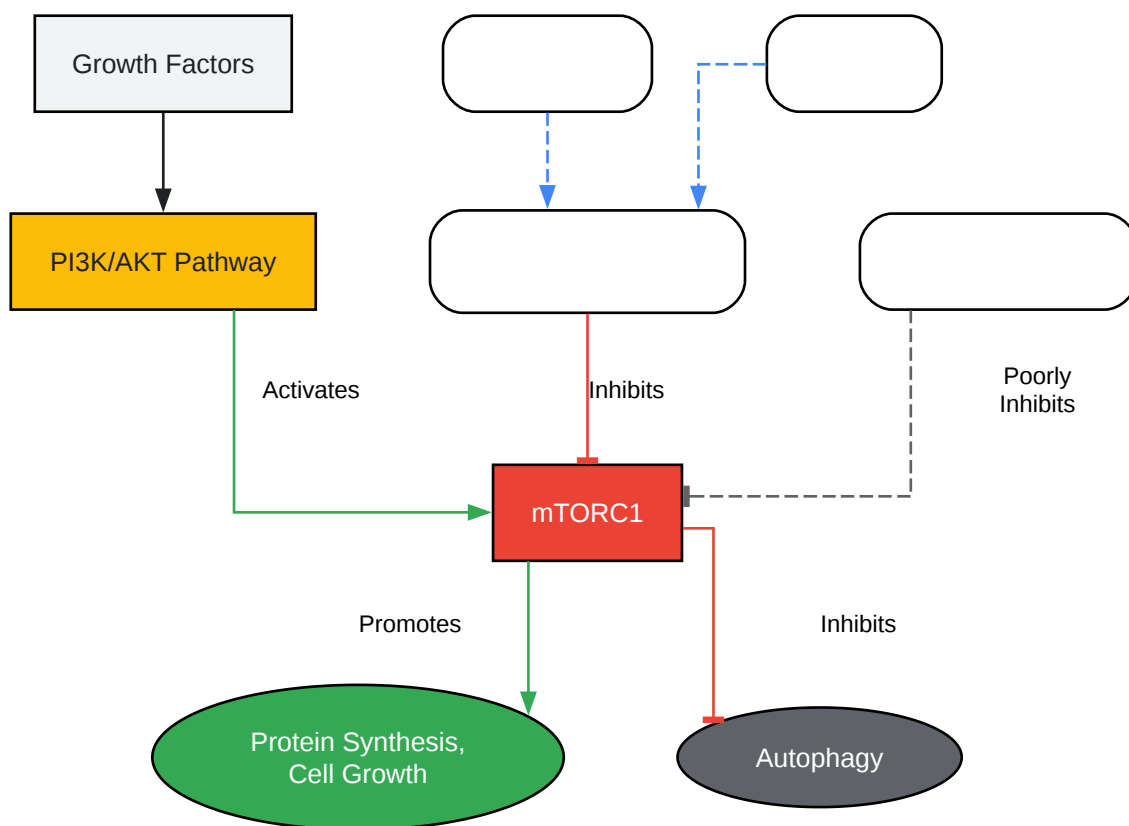 Growth Factors
PI3K/AKT Pathway
Activates
Inhibits
Poorly
Inhibits
mTORC1
Promotes
Inhibits
Protein Synthesis,
Cell Growth
Autophagy